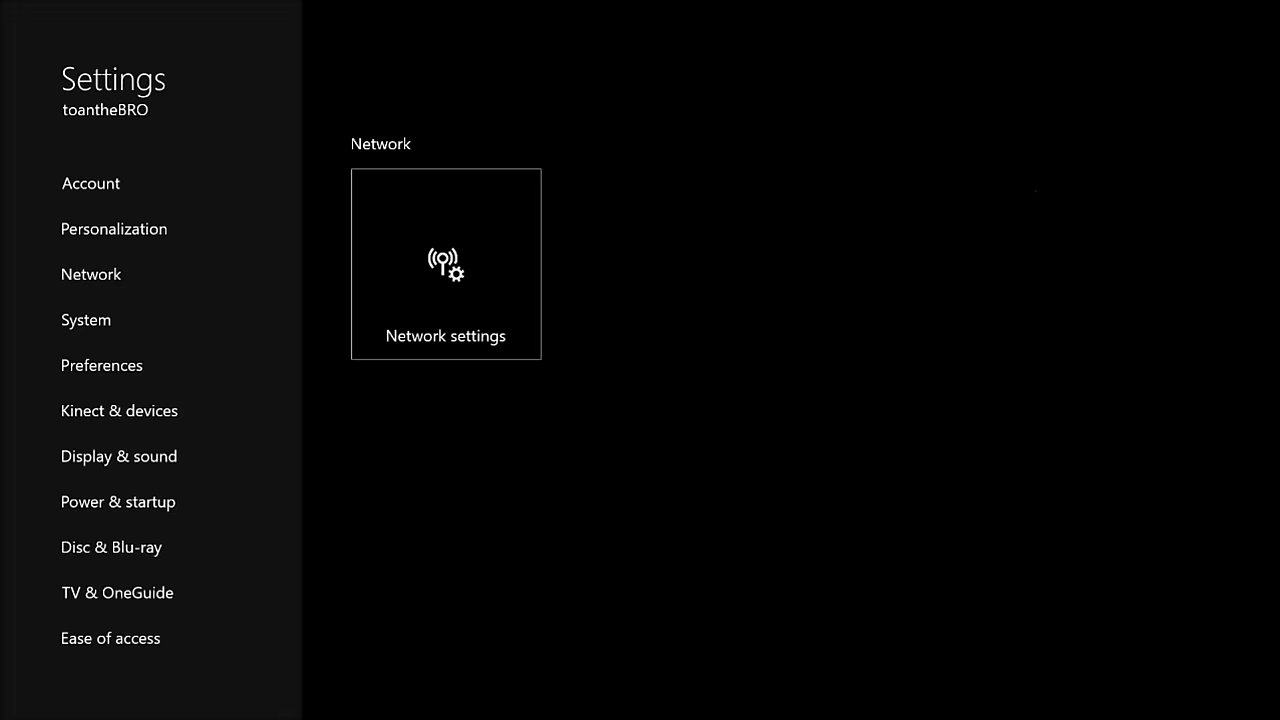 Settings
toantheBRO
Account
Personalization
Network
System
Preferences
Kinect & devices
Display & sound
Power & startup
Disc & Blu-ray
TV & OneGuide
Ease of access
Network
Network settings